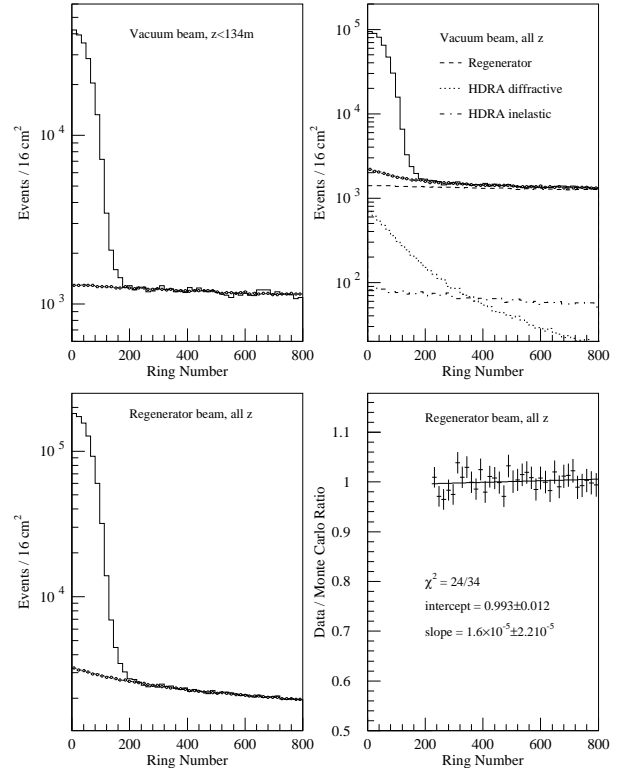 Vacuum beam, z<134m
10^4
10^3
Events / 16 cm^2
0 200 400 600 800
Ring Number
Vacuum beam, all z
Regenerator
HDRA diffractive
HDRA inelastic
10^5
10^4
10^3
10^2
Events / 16 cm^2
0 200 400 600 800
Ring Number
Regenerator beam, all z
10^5
10^4
Events / 16 cm^2
0 200 400 600 800
Ring Number
Regenerator beam, all z
1.1
1
0.9
0.8
0.7
0.6
0.5
Data / Monte Carlo Ratio
χ^2 = 24/34
intercept = 0.993±0.012
slope = 1.6×10^-5±2.210^-5
0 200 400 600 800
Ring Number